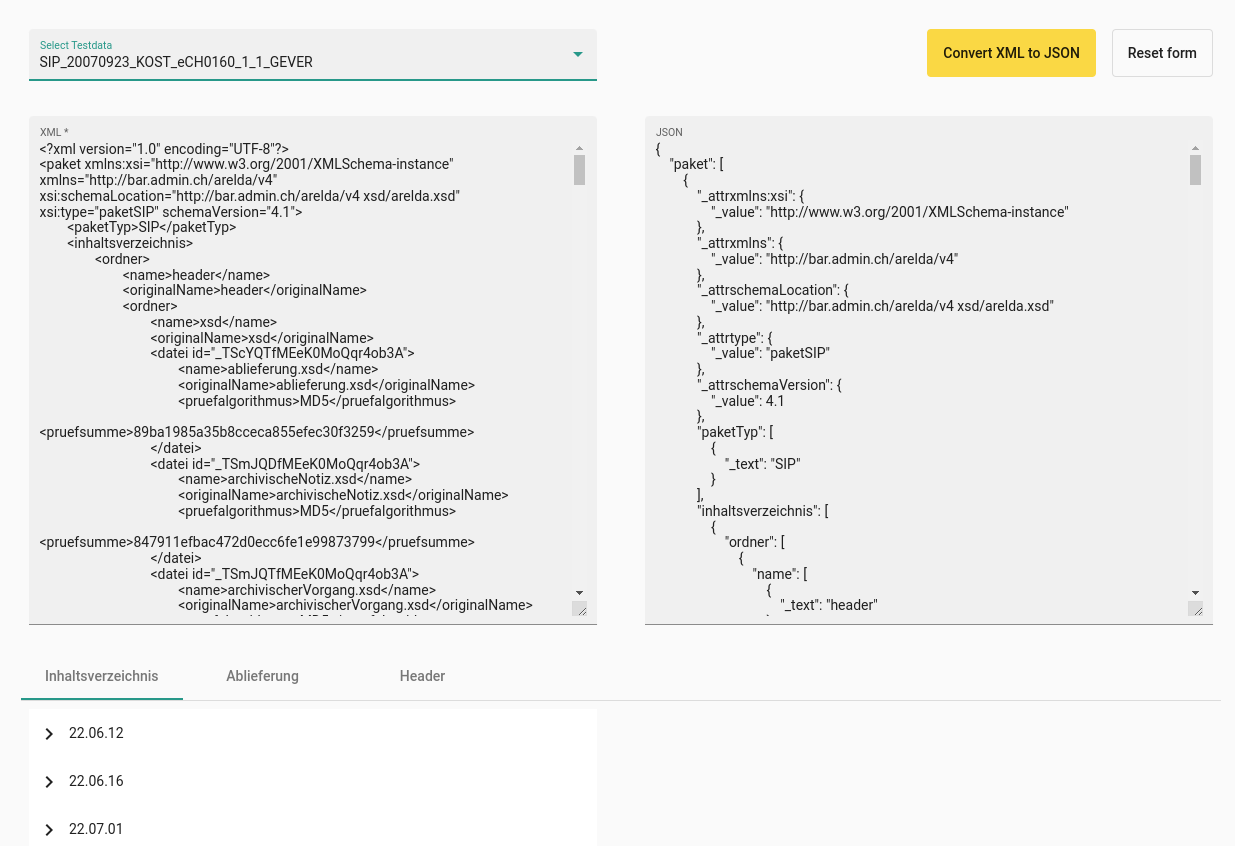 Select Testdata
SIP_20070923_KOST_eCH0160_1_1_GEVER
Convert XML to JSON
Reset form
XML *
<?xml version="1.0" encoding="UTF-8"?>
<paket xmlns:xsi="http://www.w3.org/2001/XMLSchema-instance"
xmlns="http://bar.admin.ch/arelda/v4"
xsi:schemaLocation="http://bar.admin.ch/arelda/v4 xsd/arelda.xsd"
xsi:type="paketSIP" schemaVersion="4.1">
<paketTyp>SIP</paketTyp>
<inhaltsverzeichnis>
<ordner>
<name>header</name>
<originalName>header</originalName>
<ordner>
<name>xsd</name>
<originalName>xsd</originalName>
<datei id="_TScYQTfMEeK0MoQqr4ob3A">
<name>ablieferung.xsd</name>
<originalName>ablieferung.xsd</originalName>
<pruefalgorithmus>MD5</pruefalgorithmus>
<pruefsumme>89ba1985a35b8cceca855efec30f3259</pruefsumme>
</datei>
<datei id="_TSmJQDfMEeK0MoQqr4ob3A">
<name>archivischeNotiz.xsd</name>
<originalName>archivischeNotiz.xsd</originalName>
<pruefalgorithmus>MD5</pruefalgorithmus>
<pruefsumme>847911efbac472d0ecc6fe1e99873799</pruefsumme>
</datei>
<datei id="_TSmJQTfMEeK0MoQqr4ob3A">
<name>archivischerVorgang.xsd</name>
<originalName>archivischerVorgang.xsd</originalName>
JSON
{
"paket": [
{
"_attrxmlns:xsi": {
"_value": "http://www.w3.org/2001/XMLSchema-instance"
},
"_attrxmlns": {
"_value": "http://bar.admin.ch/arelda/v4"
},
"_attrschemaLocation": {
"_value": "http://bar.admin.ch/arelda/v4 xsd/arelda.xsd"
},
"_attrtype": {
"_value": "paketSIP"
},
"_attrschemaVersion": {
"_value": 4.1
},
"paketTyp": [
{
"_text": "SIP"
}
],
"inhaltsverzeichnis": [
{
"ordner": [
{
"name": [
{
"_text": "header"
Inhaltsverzeichnis
Ablieferung
Header
22.06.12
22.06.16
22.07.01